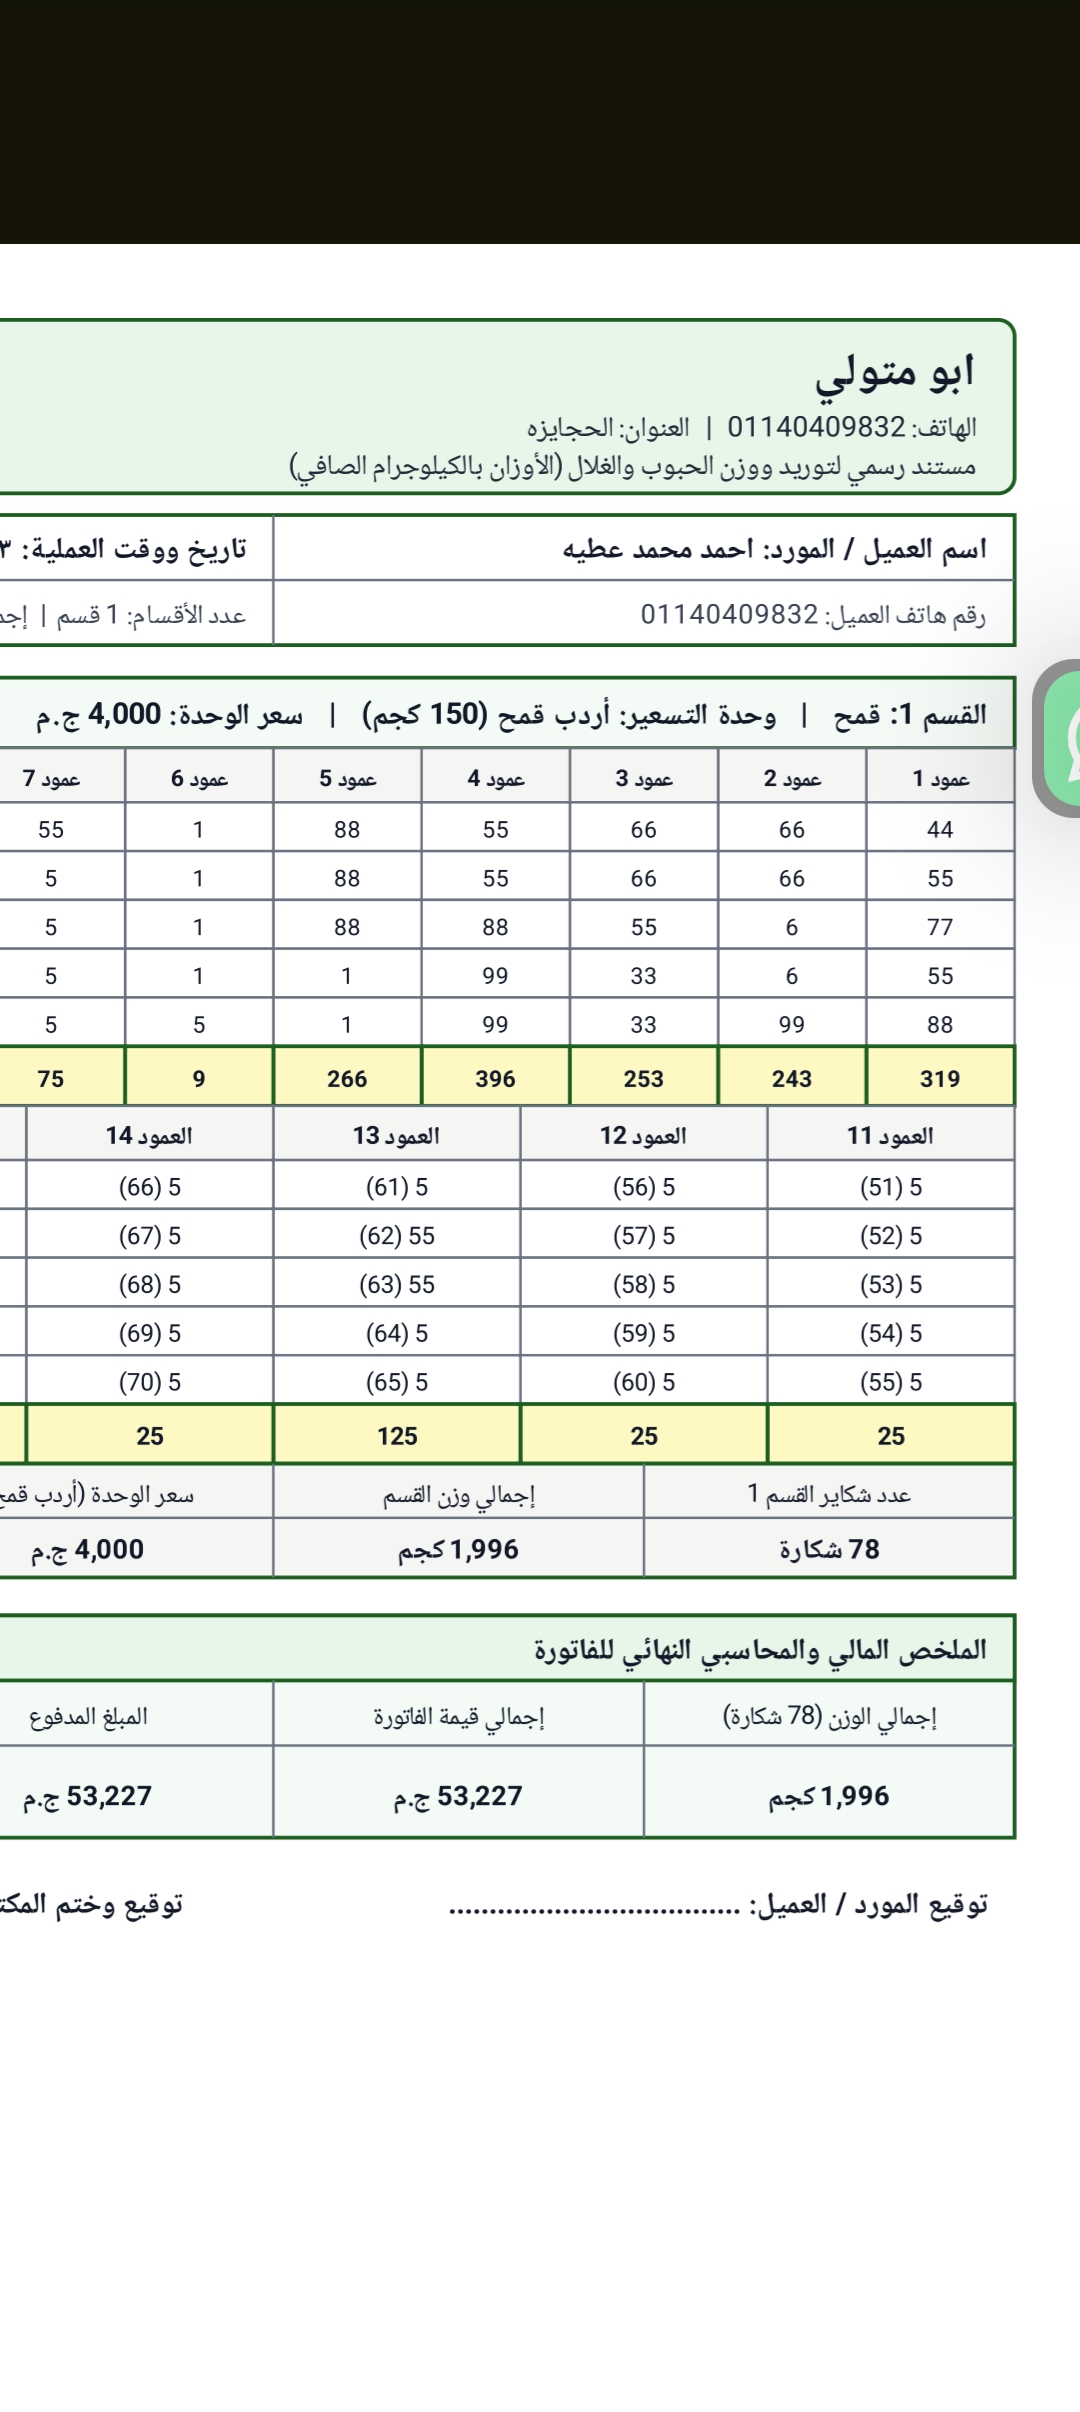 ابو متولي
الهاتف: 01140409832 | العنوان: الحجايزه
مستند رسمي لتوريد ووزن الحبوب والغلال (الأوزان بالكيلوجرام الصافي)
اسم العميل / المورد: احمد محمد عطيه تاريخ ووقت العملية: ٣
رقم هاتف العميل: 01140409832 عدد الأقسام: 1 قسم |
القسم 1: قمح | وحدة التسعير: أردب قمح (150 كجم) | سعر الوحدة: 4,000 ج.م
عمود 1 عمود 2 عمود 3 عمود 4 عمود 5 عمود 6 عمود 7
44 66 66 55 88 1 55
55 66 66 55 88 1 5
77 6 55 88 88 1 5
55 6 33 99 1 1 5
88 99 33 99 1 5 5
319 243 253 396 266 9 75
العمود 11 العمود 12 العمود 13 العمود 14
5 (51) 5 (56) 5 (61) 5 (66)
5 (52) 5 (57) 55 (62) 5 (67)
5 (53) 5 (58) 55 (63) 5 (68)
5 (54) 5 (59) 5 (64) 5 (69)
5 (55) 5 (60) 5 (65) 5 (70)
25 25 125 25
عدد شكاير القسم 1 إجمالي وزن القسم سعر الوحدة (أردب قمح
78 شكارة 1,996 كجم 4,000 ج.م
الملخص المالي والمحاسبي النهائي للفاتورة
إجمالي الوزن (78 شكارة) إجمالي قيمة الفاتورة المبلغ المدفوع
1,996 كجم 53,227 ج.م 53,227 ج.م
توقيع المورد / العميل: .................................... توقيع وختم